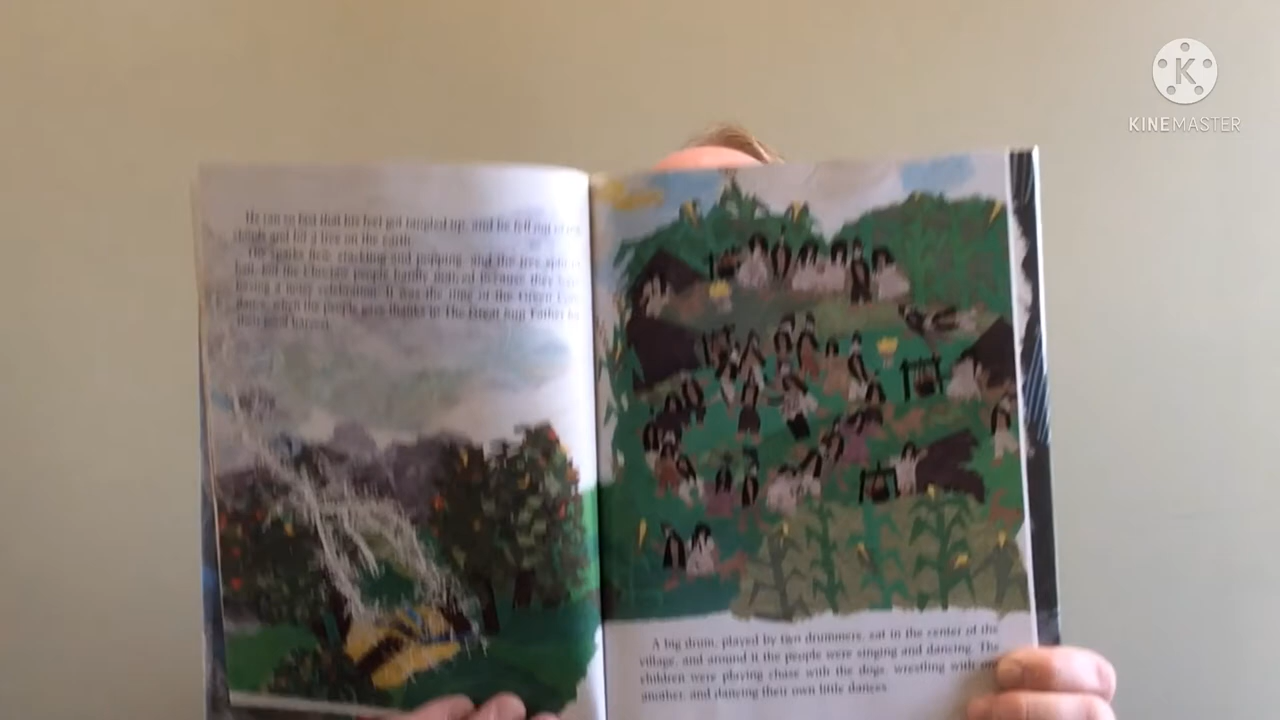 He ran so fast that his feet got tangled up, and he fell out of the
clouds and hit a tree on the earth.
The sparks flew, cracking and popping, and the tree split in
half, but the Choctaw people hardly noticed because they were
having a noisy celebration. It was the time of the Green Corn
dance, when the people gave thanks to The Great Sun Father for
their good harvest.
A big drum, played by two drummers, sat in the center of the
village, and around it the people were singing and dancing. The
children were playing chase with the dogs, wrestling with one
another, and dancing their own little dances.
K
KINEMASTER